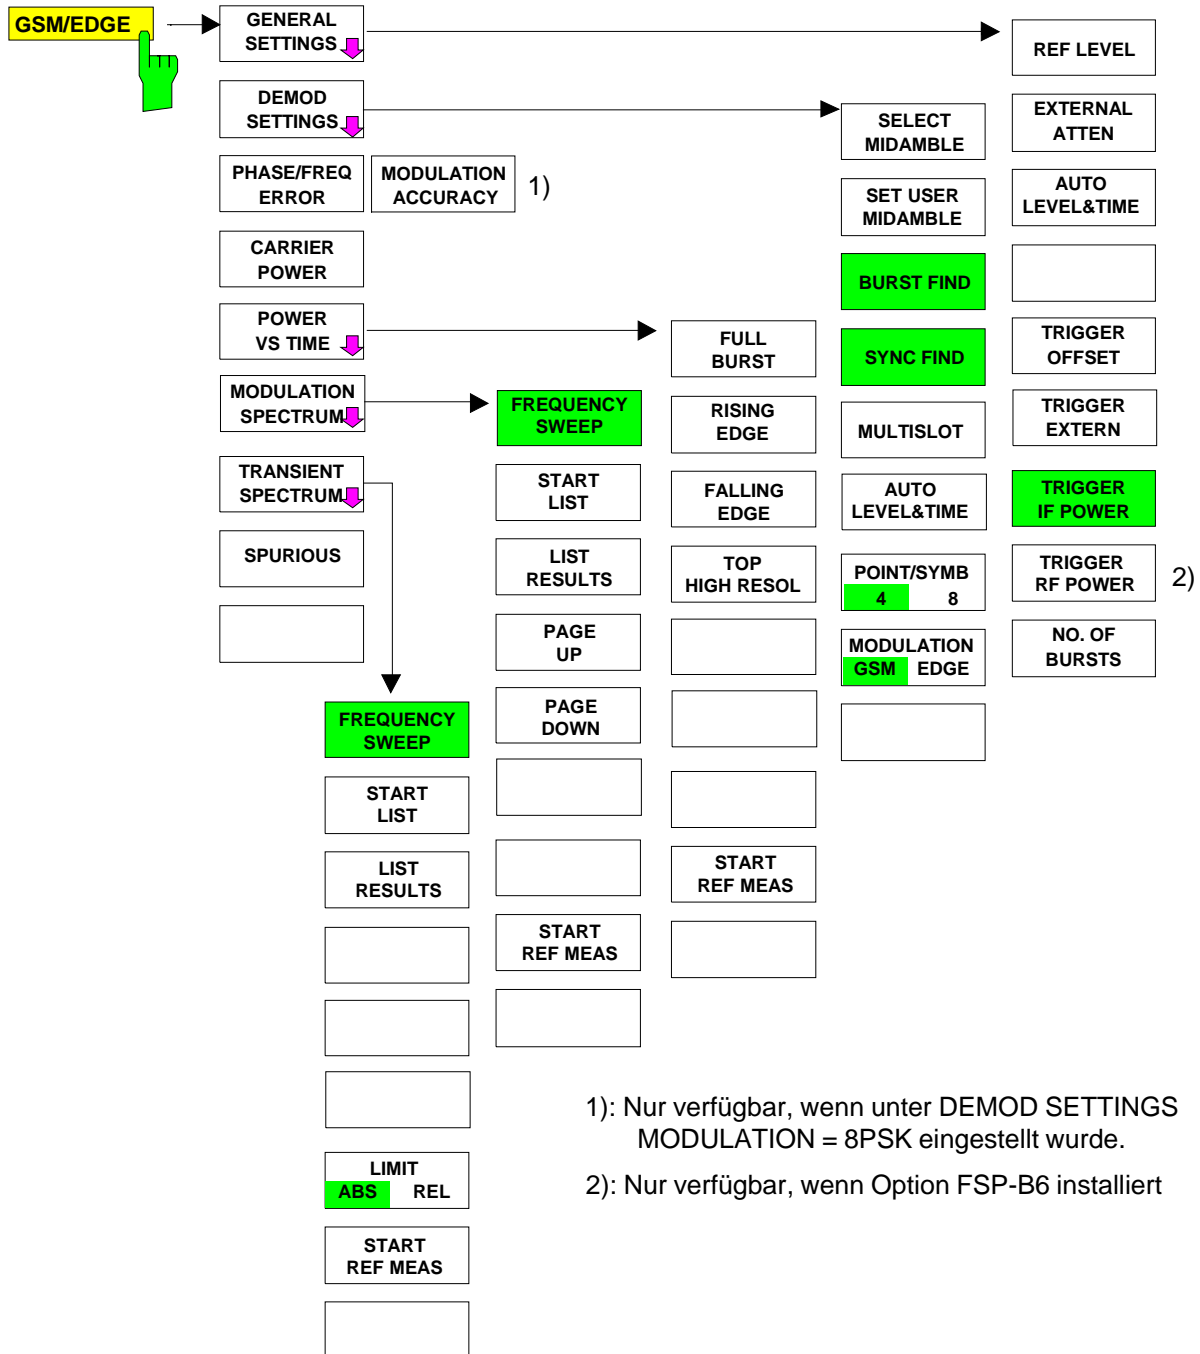 GSM/EDGE
GENERAL
SETTINGS
DEMOD
SETTINGS
PHASE/FREQ
ERROR
MODULATION
ACCURACY
1)
CARRIER
POWER
POWER
VS TIME
MODULATION
SPECTRUM
TRANSIENT
SPECTRUM
SPURIOUS
FREQUENCY
SWEEP
START
LIST
LIST
RESULTS
LIMIT
ABS REL
START
REF MEAS
FREQUENCY
SWEEP
START
LIST
LIST
RESULTS
PAGE
UP
PAGE
DOWN
START
REF MEAS
FULL
BURST
RISING
EDGE
FALLING
EDGE
TOP
HIGH RESOL
START
REF MEAS
SELECT
MIDAMBLE
SET USER
MIDAMBLE
BURST FIND
SYNC FIND
MULTISLOT
AUTO
LEVEL&TIME
POINT/SYMB
4 8
MODULATION
GSM EDGE
REF LEVEL
EXTERNAL
ATTEN
AUTO
LEVEL&TIME
TRIGGER
OFFSET
TRIGGER
EXTERN
TRIGGER
IF POWER
TRIGGER
RF POWER
2)
NO. OF
BURSTS
1): Nur verfügbar, wenn unter DEMOD SETTINGS
MODULATION = 8PSK eingestellt wurde.
2): Nur verfügbar, wenn Option FSP-B6 installiert